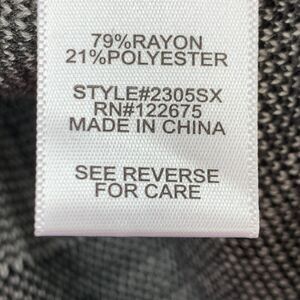 79%RAYON
21%POLYESTER
STYLE#2305SX
RN#122675
MADE IN CHINA
SEE REVERSE
FOR CARE